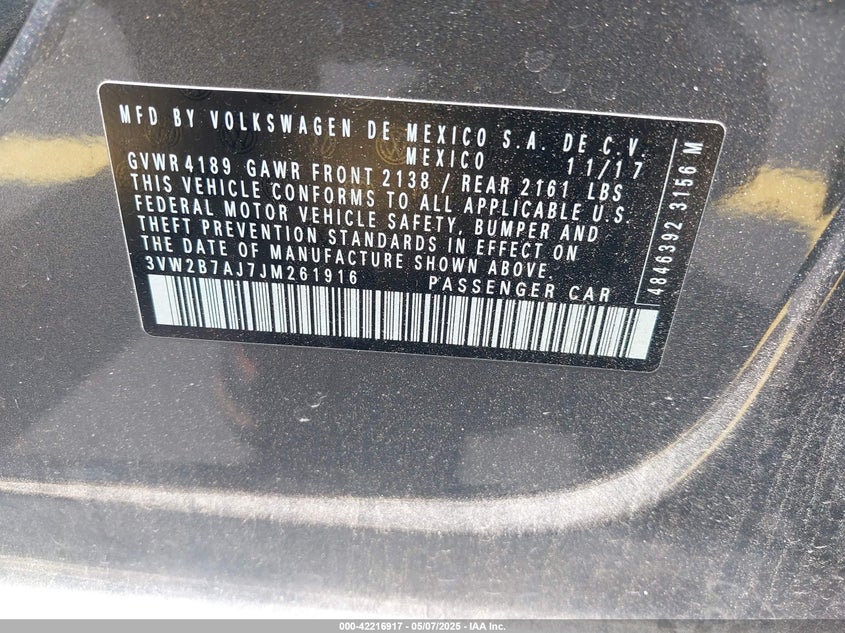 MFD BY VOLKSWAGEN DE MEXICO S.A. DE C.V.
MEXICO 11/17
GVWR 4189 GAWR FRONT 2138 / REAR 2161 LBS
THIS VEHICLE CONFORMS TO ALL APPLICABLE U.S.
FEDERAL MOTOR VEHICLE SAFETY, BUMPER AND
THEFT PREVENTION STANDARDS IN EFFECT ON
THE DATE OF MANUFACTURE SHOWN ABOVE.
3VW2B7AJ7JM261916 PASSENGER CAR
4846392 3156 M
000-42216917 - 05/07/2025 - IAA Inc.